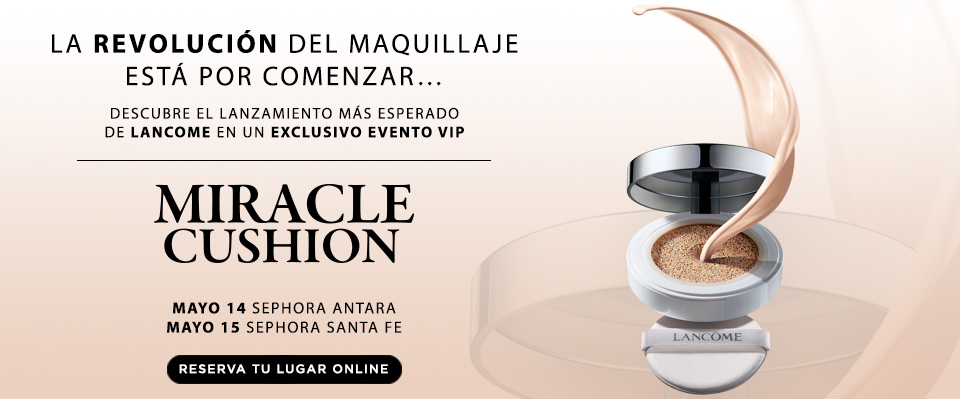 LA REVOLUCIÓN DEL MAQUILLAJE
ESTÁ POR COMENZAR...
DESCUBRE EL LANZAMIENTO MÁS ESPERADO
DE LANCOME EN UN EXCLUSIVO EVENTO VIP
MIRACLE
CUSHION
MAYO 14 SEPHORA ANTARA
MAYO 15 SEPHORA SANTA FE
RESERVA TU LUGAR ONLINE
LANCÔME